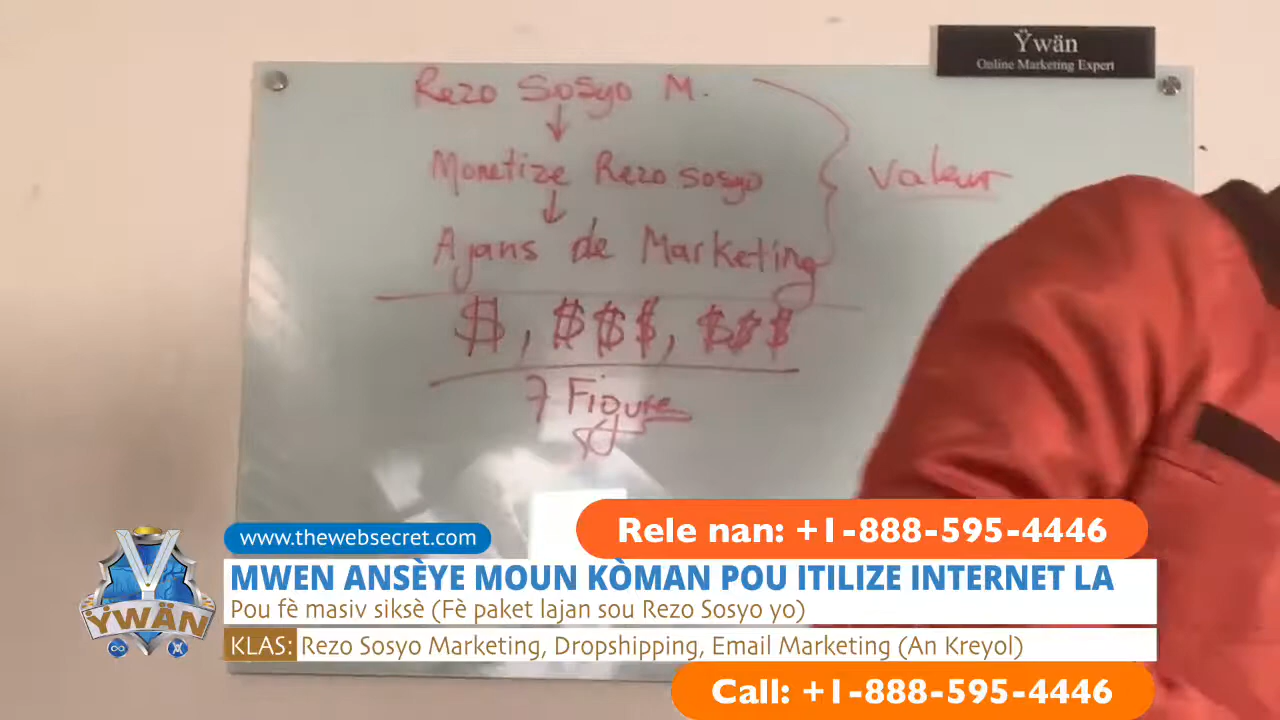 Ÿwän
Online Marketing Expert
Rezo Sosyo M.
Monetize Rezo sosyo
Valeur
Ajans de Marketing
$, $$$, $$$
7 Figure
Rele nan: +1-888-595-4446
www.thewebsecret.com
MWEN ANSÈYE MOUN KÒMAN POU ITILIZE INTERNET LA
Pou fè masiv siksè (Fè paket lajan sou Rezo Sosyo yo)
KLAS: Rezo Sosyo Marketing, Dropshipping, Email Marketing (An Kreyol)
Call: +1-888-595-4446
ŸWÄN